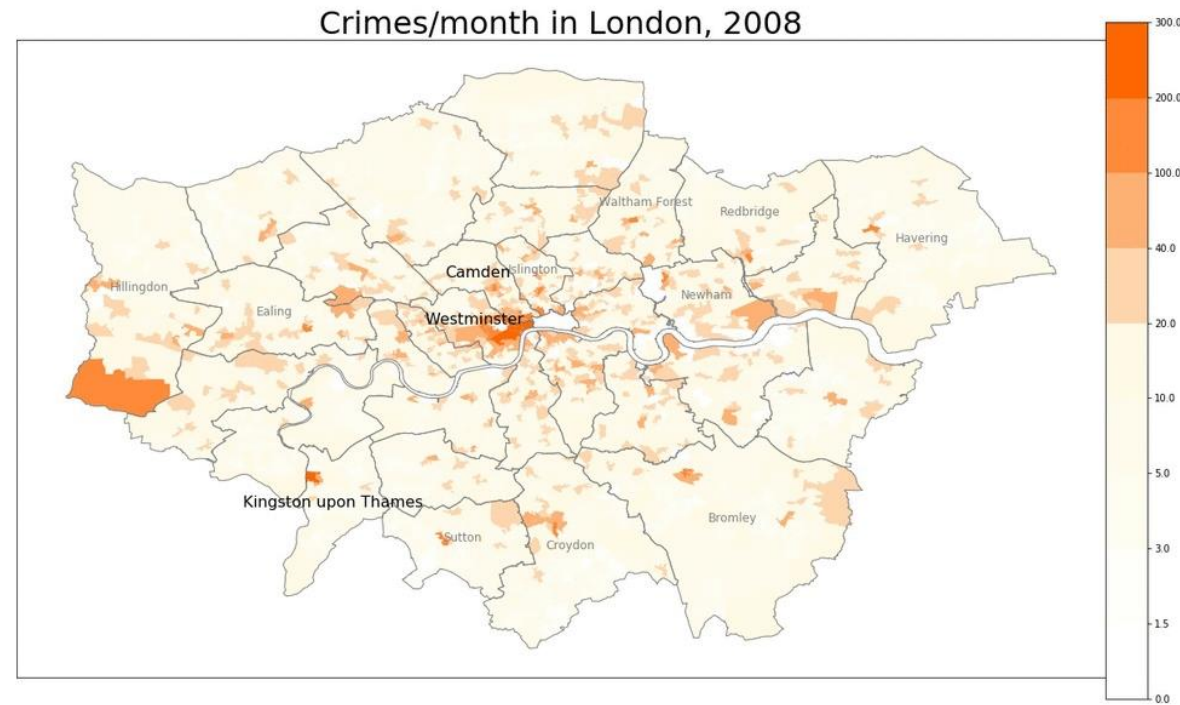 Crimes/month in London, 2008
300.0
200.0
100.0
40.0
20.0
10.0
5.0
3.0
1.5
0.0
Waltham Forest
Redbridge
Havering
Camden
Islington
Hillingdon
Newham
Ealing
Westminster
Kingston upon Thames
Bromley
Sutton
Croydon